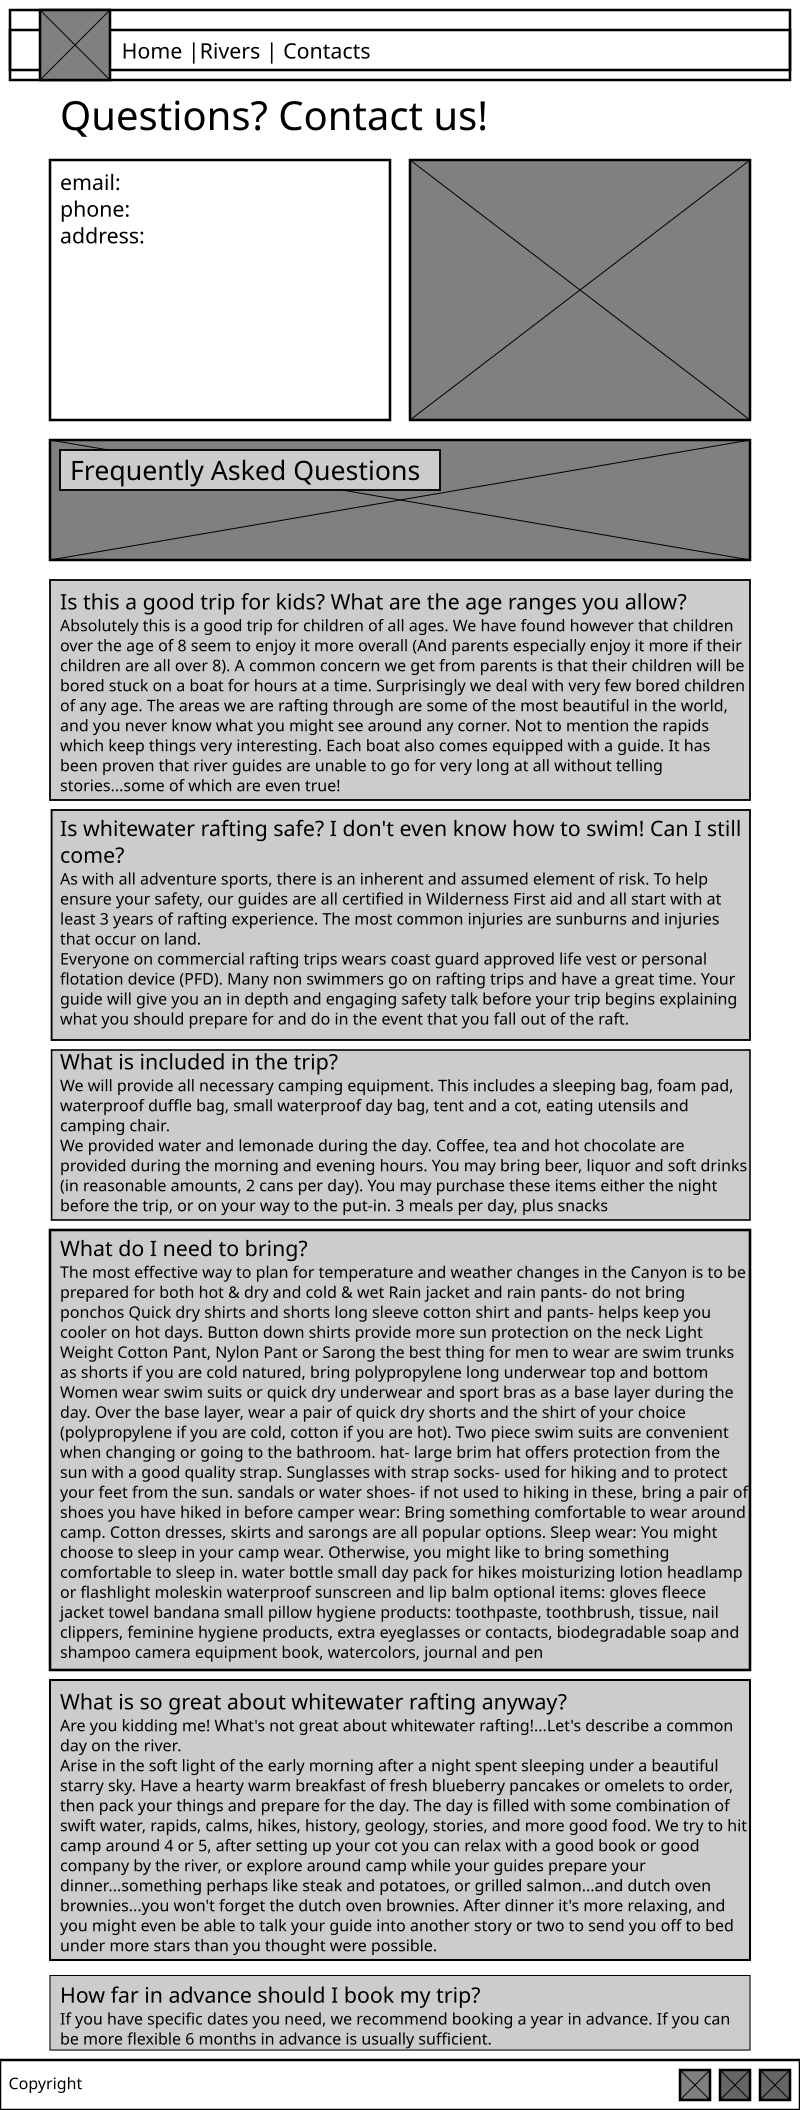 Home |Rivers | Contacts
Questions? Contact us!
email:
phone:
address:
Frequently Asked Questions
Is this a good trip for kids? What are the age ranges you allow?
Absolutely this is a good trip for children of all ages. We have found however that children
over the age of 8 seem to enjoy it more overall (And parents especially enjoy it more if their
children are all over 8). A common concern we get from parents is that their children will be
bored stuck on a boat for hours at a time. Surprisingly we deal with very few bored children
of any age. The areas we are rafting through are some of the most beautiful in the world,
and you never know what you might see around any corner. Not to mention the rapids
which keep things very interesting. Each boat also comes equipped with a guide. It has
been proven that river guides are unable to go for very long at all without telling
stories...some of which are even true!
Is whitewater rafting safe? I don't even know how to swim! Can I still
come?
As with all adventure sports, there is an inherent and assumed element of risk. To help
ensure your safety, our guides are all certified in Wilderness First aid and all start with at
least 3 years of rafting experience. The most common injuries are sunburns and injuries
that occur on land.
Everyone on commercial rafting trips wears coast guard approved life vest or personal
flotation device (PFD). Many non swimmers go on rafting trips and have a great time. Your
guide will give you an in depth and engaging safety talk before your trip begins explaining
what you should prepare for and do in the event that you fall out of the raft.
What is included in the trip?
We will provide all necessary camping equipment. This includes a sleeping bag, foam pad,
waterproof duffle bag, small waterproof day bag, tent and a cot, eating utensils and
camping chair.
We provided water and lemonade during the day. Coffee, tea and hot chocolate are
provided during the morning and evening hours. You may bring beer, liquor and soft drinks
(in reasonable amounts, 2 cans per day). You may purchase these items either the night
before the trip, or on your way to the put-in. 3 meals per day, plus snacks
What do I need to bring?
The most effective way to plan for temperature and weather changes in the Canyon is to be
prepared for both hot & dry and cold & wet Rain jacket and rain pants- do not bring
ponchos Quick dry shirts and shorts long sleeve cotton shirt and pants- helps keep you
cooler on hot days. Button down shirts provide more sun protection on the neck Light
Weight Cotton Pant, Nylon Pant or Sarong the best thing for men to wear are swim trunks
as shorts if you are cold natured, bring polypropylene long underwear top and bottom
Women wear swim suits or quick dry underwear and sport bras as a base layer during the
day. Over the base layer, wear a pair of quick dry shorts and the shirt of your choice
(polypropylene if you are cold, cotton if you are hot). Two piece swim suits are convenient
when changing or going to the bathroom. hat- large brim hat offers protection from the
sun with a good quality strap. Sunglasses with strap socks- used for hiking and to protect
your feet from the sun. sandals or water shoes- if not used to hiking in these, bring a pair of
shoes you have hiked in before camper wear: Bring something comfortable to wear around
camp. Cotton dresses, skirts and sarongs are all popular options. Sleep wear: You might
choose to sleep in your camp wear. Otherwise, you might like to bring something
comfortable to sleep in. water bottle small day pack for hikes moisturizing lotion headlamp
or flashlight moleskin waterproof sunscreen and lip balm optional items: gloves fleece
jacket towel bandana small pillow hygiene products: toothpaste, toothbrush, tissue, nail
clippers, feminine hygiene products, extra eyeglasses or contacts, biodegradable soap and
shampoo camera equipment book, watercolors, journal and pen
What is so great about whitewater rafting anyway?
Are you kidding me! What's not great about whitewater rafting!...Let's describe a common
day on the river.
Arise in the soft light of the early morning after a night spent sleeping under a beautiful
starry sky. Have a hearty warm breakfast of fresh blueberry pancakes or omelets to order,
then pack your things and prepare for the day. The day is filled with some combination of
swift water, rapids, calms, hikes, history, geology, stories, and more good food. We try to hit
camp around 4 or 5, after setting up your cot you can relax with a good book or good
company by the river, or explore around camp while your guides prepare your
dinner...something perhaps like steak and potatoes, or grilled salmon...and dutch oven
brownies...you won't forget the dutch oven brownies. After dinner it's more relaxing, and
you might even be able to talk your guide into another story or two to send you off to bed
under more stars than you thought were possible.
How far in advance should I book my trip?
If you have specific dates you need, we recommend booking a year in advance. If you can
be more flexible 6 months in advance is usually sufficient.
Copyright